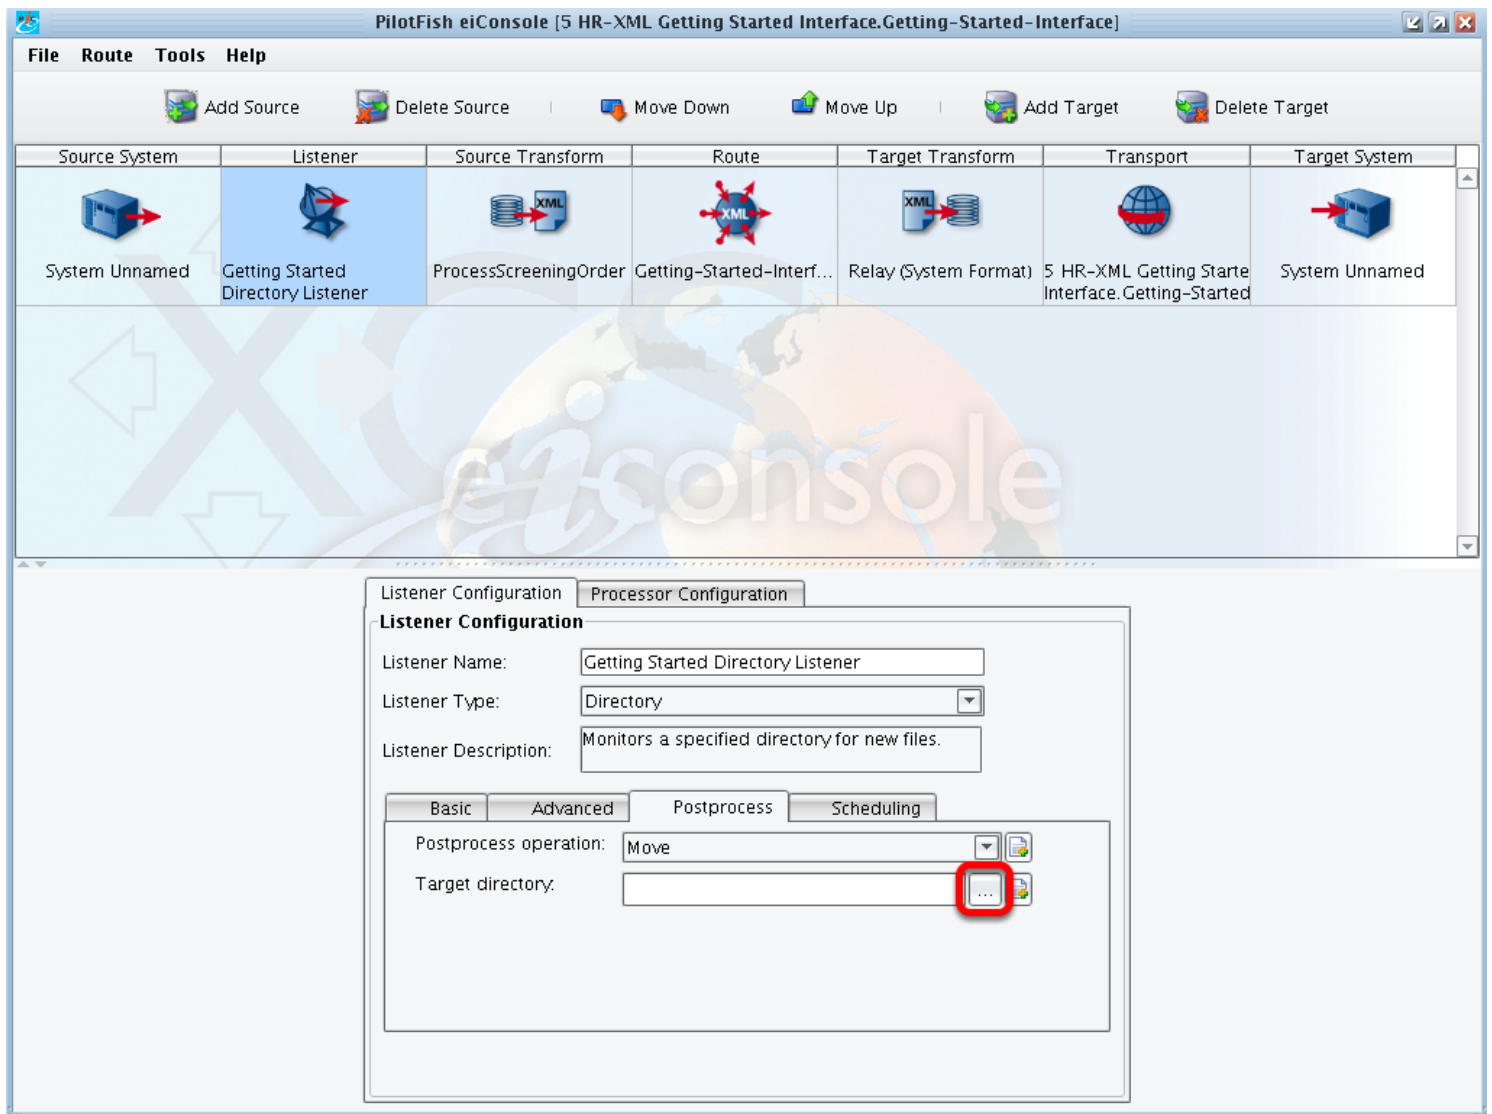 PilotFish eiConsole [5 HR-XML Getting Started Interface.Getting-Started-Interface]
File Route Tools Help
Add Source Delete Source Move Down Move Up Add Target Delete Target
Source System Listener Source Transform Route Target Transform Transport Target System
XML XML XML
System Unnamed Getting Started ProcessScreeningOrder Getting-Started-Interf... Relay (System Format) 5 HR-XML Getting Starte System Unnamed
Directory Listener Interface.Getting-Started
XCS
eiconsole
Listener Configuration Processor Configuration
Listener Configuration
Listener Name: Getting Started Directory Listener
Listener Type: Directory
Listener Description: Monitors a specified directory for new files.
Basic Advanced Postprocess Scheduling
Postprocess operation: Move
Target directory: ...